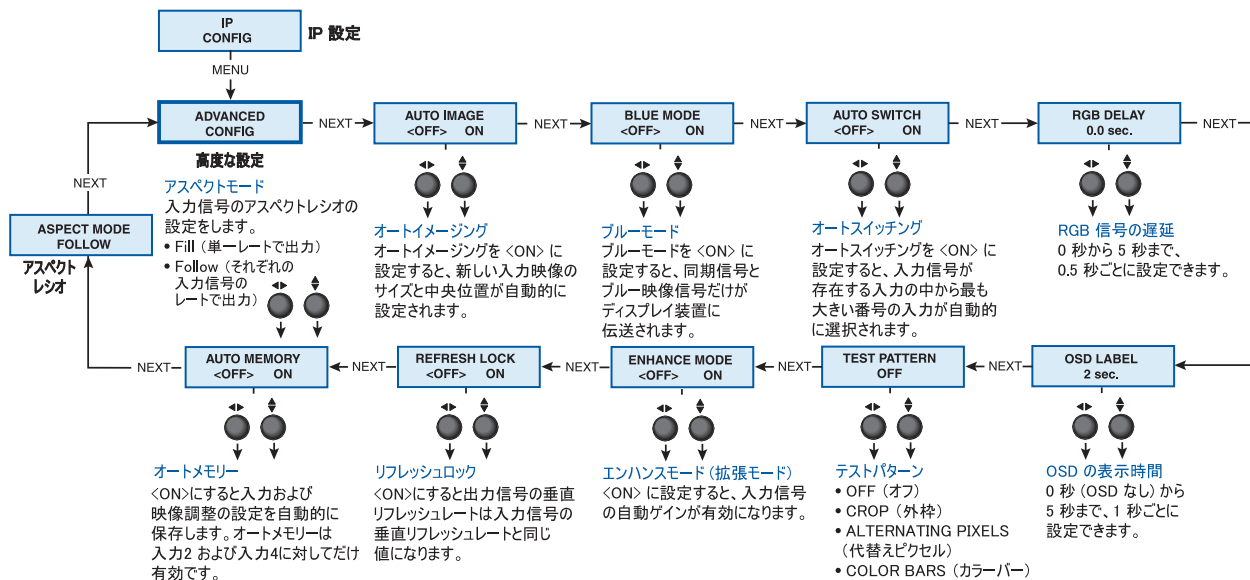 IP
CONFIG
IP 設定
MENU
ADVANCED
CONFIG
高度な設定
NEXT
AUTO IMAGE
<OFF> ON
NEXT
BLUE MODE
<OFF> ON
NEXT
AUTO SWITCH
<OFF> ON
NEXT
RGB DELAY
0.0 sec.
NEXT
NEXT
ASPECT MODE
FOLLOW
アスペクト
レシオ
アスペクトモード
入力信号のアスペクトレシオの
設定をします。
• Fill（単一レートで出力）
• Follow（それぞれの
入力信号の
レートで出力）
オートイメージング
オートイメージングを <ON> に
設定すると、新しい入力映像の
サイズと中央位置が自動的に
設定されます。
ブルーモード
ブルーモードを <ON> に
設定すると、同期信号と
ブルー映像信号だけが
ディスプレイ装置に
伝送されます。
オートスイッチング
オートスイッチングを <ON> に
設定すると、入力信号が
存在する入力の中から最も
大きい番号の入力が自動的
に選択されます。
RGB 信号の遅延
0 秒から 5 秒まで、
0.5 秒ごとに設定できます。
NEXT
AUTO MEMORY
<OFF> ON
NEXT
REFRESH LOCK
<OFF> ON
NEXT
ENHANCE MODE
<OFF> ON
NEXT
TEST PATTERN
OFF
NEXT
OSD LABEL
2 sec.
オートメモリー
<ON>にすると入力および
映像調整の設定を自動的に
保存します。オートメモリーは
入力2 および入力4に対してだけ
有効です。
リフレッシュロック
<ON>にすると出力信号の垂直
リフレッシュレートは入力信号の
垂直リフレッシュレートと同じ
値になります。
エンハンスモード（拡張モード）
<ON> に設定すると、入力信号
の自動ゲインが有効になります。
テストパターン
• OFF（オフ）
• CROP（外枠）
• ALTERNATING PIXELS
（代替えピクセル）
• COLOR BARS（カラーバー）
OSD の表示時間
0 秒（OSD なし）から
5 秒まで、1 秒ごとに
設定できます。